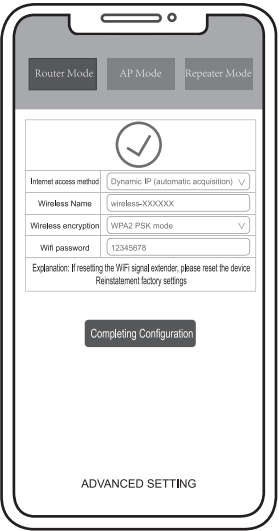 Router Mode AP Mode Repeater Mode
Internet access method Dynamic IP (automatic acquisition)
Wireless Name wireless-XXXXXX
Wireless encryption WPA2 PSK mode
Wifi password 12345678
Explanation: If resetting the WiFi signal extender, please reset the device
Reinstatement factory settings
Completing Configuration
ADVANCED SETTING